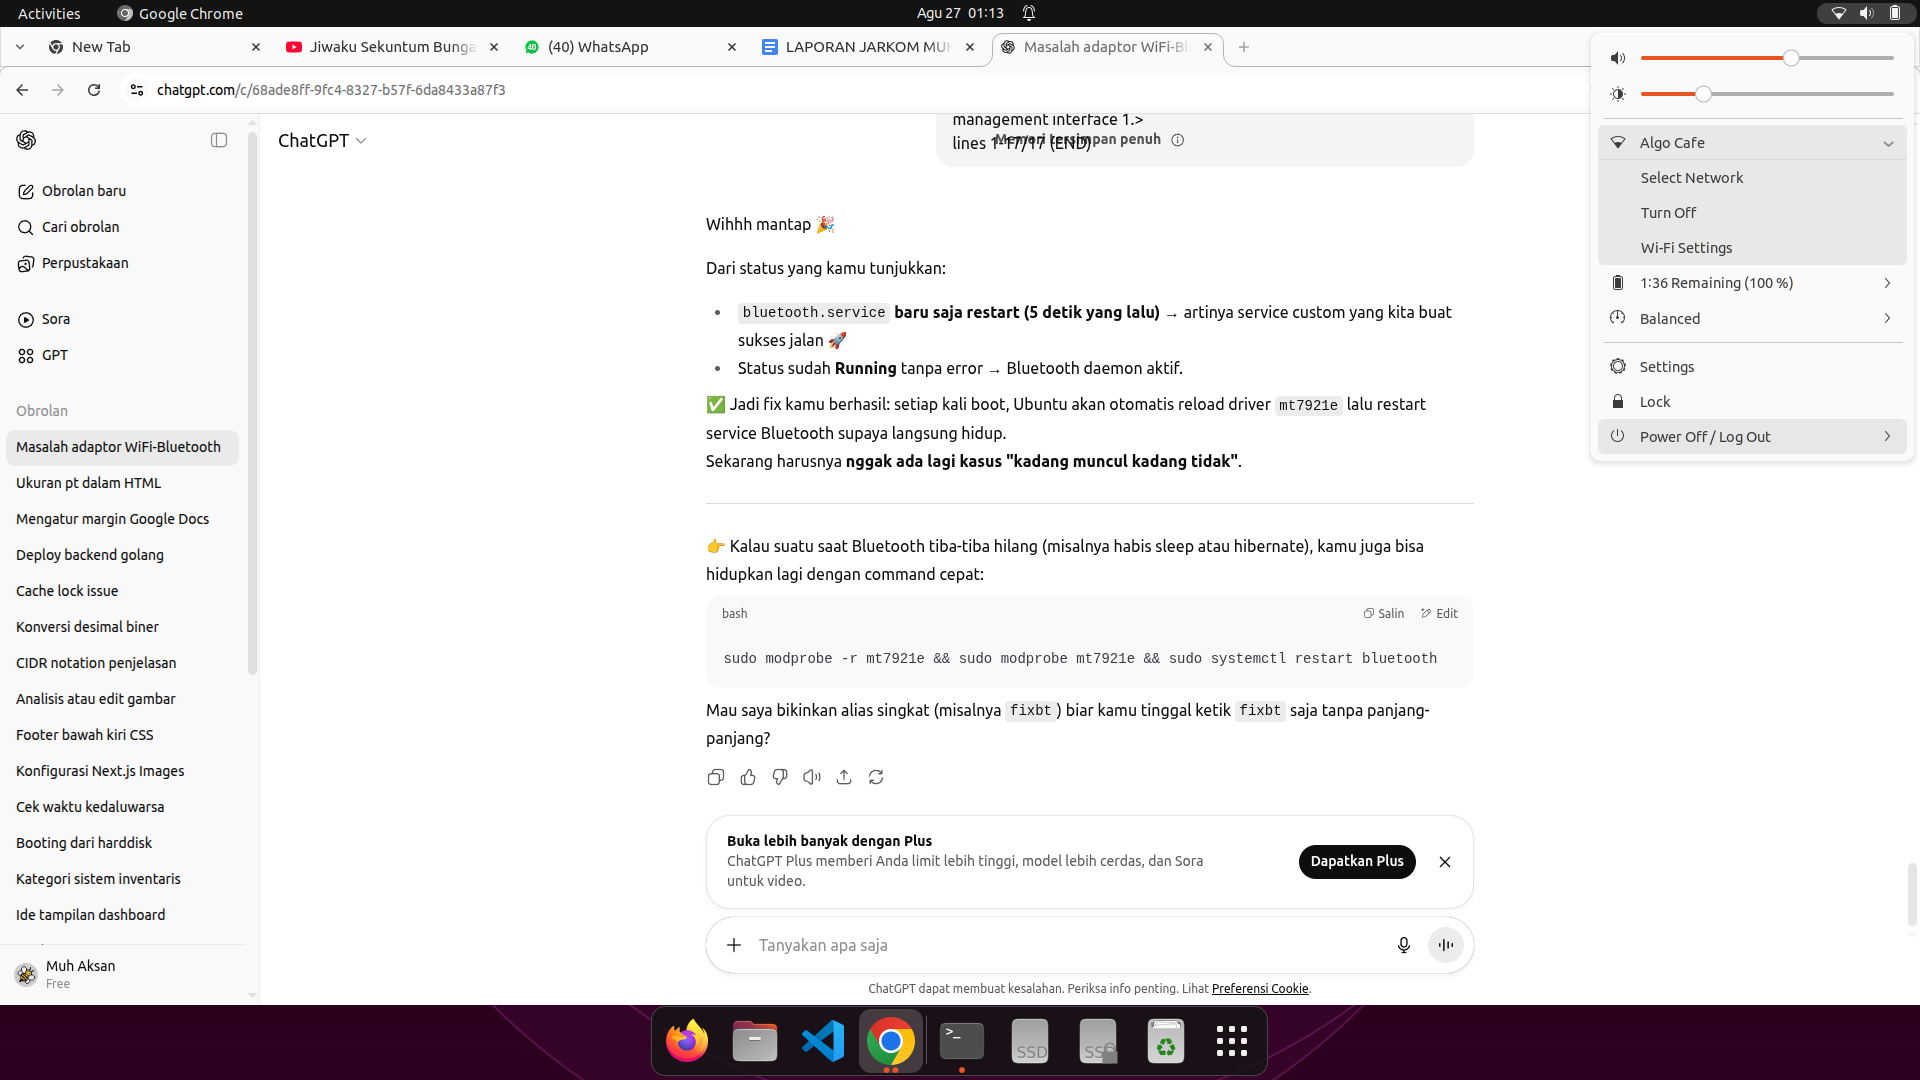 Activities
Google Chrome
Agu 27 01:13
New Tab
Jiwaku Sekuntum Bunga
(40) WhatsApp
LAPORAN JARKOM MUH
Masalah adaptor WiFi-Bl
chatgpt.com/c/68ade8ff-9fc4-8327-b57f-6da8433a87f3
ChatGPT
Obrolan baru
Cari obrolan
Perpustakaan
Sora
GPT
Obrolan
Masalah adaptor WiFi-Bluetooth
Ukuran pt dalam HTML
Mengatur margin Google Docs
Deploy backend golang
Cache lock issue
Konversi desimal biner
CIDR notation penjelasan
Analisis atau edit gambar
Footer bawah kiri CSS
Konfigurasi Next.js Images
Cek waktu kedaluwarsa
Booting dari harddisk
Kategori sistem inventaris
Ide tampilan dashboard
Muh Aksan
Free
management interface 1.>
Memori tersimpan penuh
lines 1-17/17 (END)
Wihhh mantap 🎉
Dari status yang kamu tunjukkan:
• bluetooth.service baru saja restart (5 detik yang lalu) → artinya service custom yang kita buat
sukses jalan 🚀
• Status sudah Running tanpa error → Bluetooth daemon aktif.
✅ Jadi fix kamu berhasil: setiap kali boot, Ubuntu akan otomatis reload driver mt7921e lalu restart
service Bluetooth supaya langsung hidup.
Sekarang harusnya nggak ada lagi kasus "kadang muncul kadang tidak".
👉 Kalau suatu saat Bluetooth tiba-tiba hilang (misalnya habis sleep atau hibernate), kamu juga bisa
hidupkan lagi dengan command cepat:
bash
Salin
Edit
sudo modprobe -r mt7921e && sudo modprobe mt7921e && sudo systemctl restart bluetooth
Mau saya bikinkan alias singkat (misalnya fixbt) biar kamu tinggal ketik fixbt saja tanpa panjang-
panjang?
Buka lebih banyak dengan Plus
ChatGPT Plus memberi Anda limit lebih tinggi, model lebih cerdas, dan Sora
untuk video.
Dapatkan Plus
Tanyakan apa saja
ChatGPT dapat membuat kesalahan. Periksa info penting. Lihat Preferensi Cookie.
Algo Cafe
Select Network
Turn Off
Wi-Fi Settings
1:36 Remaining (100 %)
Balanced
Settings
Lock
Power Off / Log Out
>_
SSD
SSD